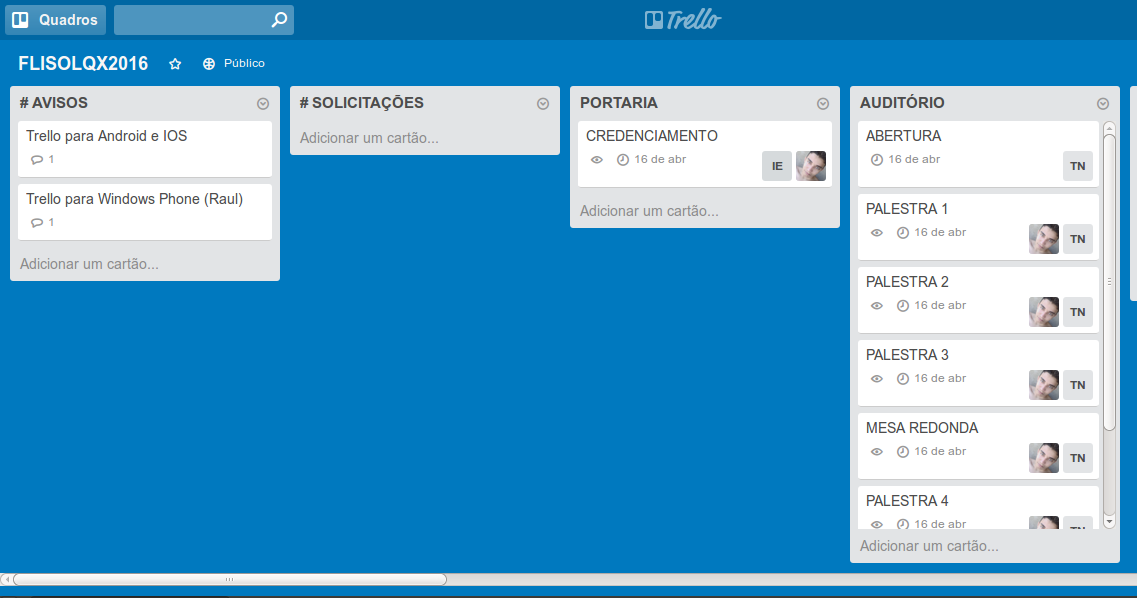 Quadros
Trello
FLISOLQX2016
Público
# AVISOS
Trello para Android e IOS
1
Trello para Windows Phone (Raul)
1
Adicionar um cartão...
# SOLICITAÇÕES
Adicionar um cartão...
PORTARIA
CREDENCIAMENTO
16 de abr
IE
Adicionar um cartão...
AUDITÓRIO
ABERTURA
16 de abr
TN
PALESTRA 1
16 de abr
TN
PALESTRA 2
16 de abr
TN
PALESTRA 3
16 de abr
TN
MESA REDONDA
16 de abr
TN
PALESTRA 4
16 de abr
TN
Adicionar um cartão...